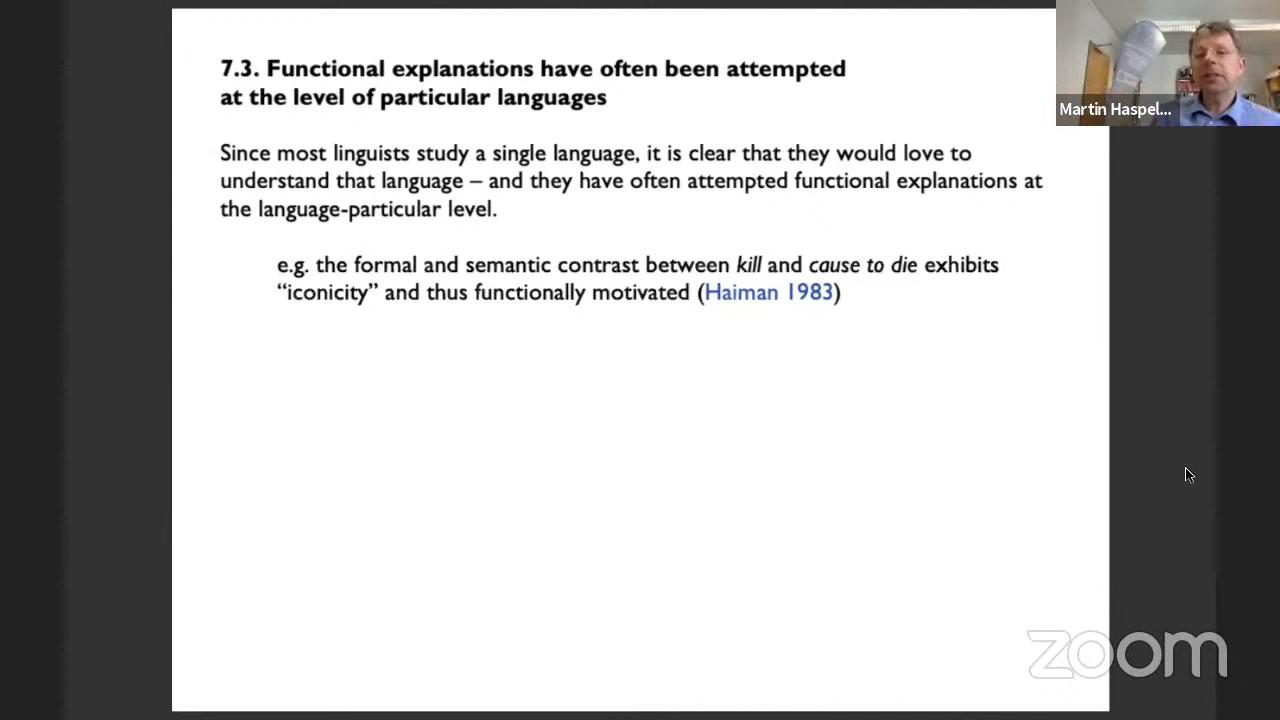 7.3. Functional explanations have often been attempted
at the level of particular languages
Since most linguists study a single language, it is clear that they would love to
understand that language – and they have often attempted functional explanations at
the language-particular level.
e.g. the formal and semantic contrast between kill and cause to die exhibits
“iconicity” and thus functionally motivated (Haiman 1983)
Martin Haspel...
zoom